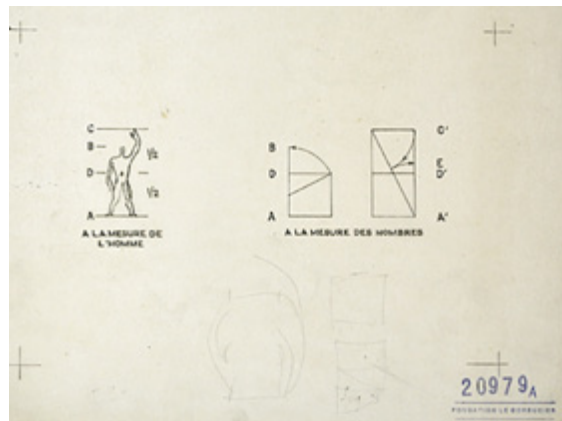 C
B
D
A
1/2
1/2
A LA MESURE DE
L'HOMME
B
D
A
C'
E
D'
A'
A LA MESURE DES NOMBRES
20979A
FONDATION LE CORBUSIER